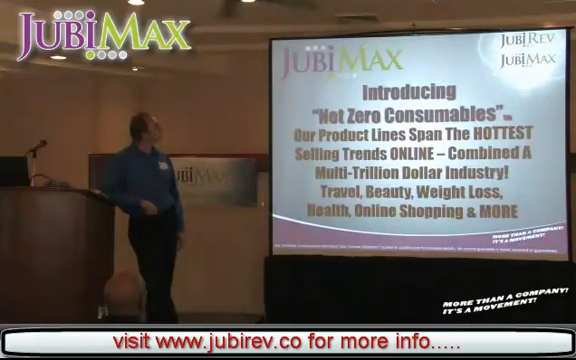 JUBIMAX
JUBIREV
JUBIMAX
JUBIMAX
Introducing
"Net Zero Consumables"
Our Product Lines Span The HOTTEST
Selling Trends ONLINE – Combined A
Multi-Trillion Dollar Industry!
Travel, Beauty, Weight Loss,
Health, Online Shopping & MORE
JUBIMAX
MORE THAN A COMPANY!
IT'S A MOVEMENT!
MORE THAN A COMPANY!
IT'S A MOVEMENT!
visit www.jubirev.co for more info.....